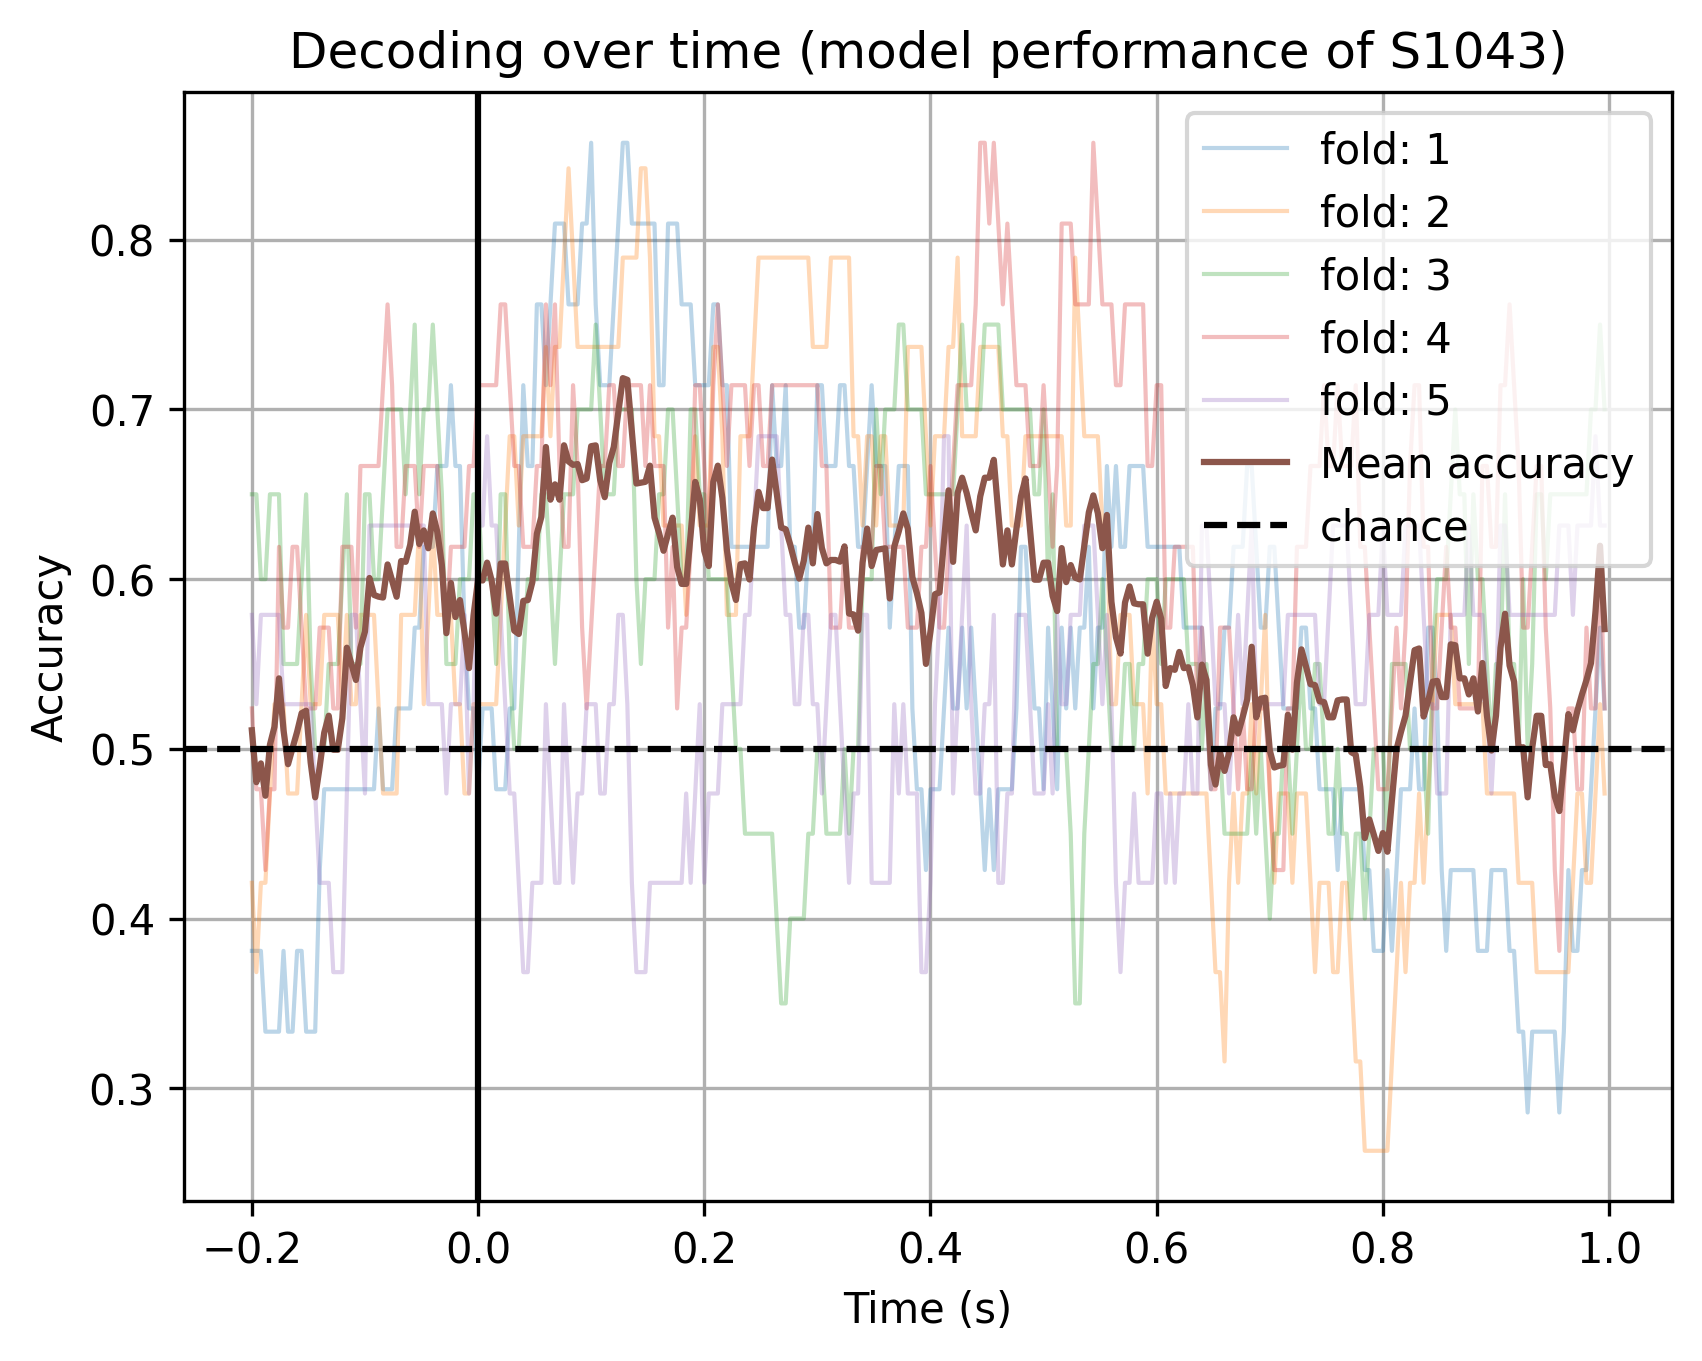 Decoding over time (model performance of S1043)
fold: 1
fold: 2
fold: 3
fold: 4
fold: 5
Mean accuracy
chance
Accuracy
0.8
0.7
0.6
0.5
0.4
0.3
−0.2 0.0 0.2 0.4 0.6 0.8 1.0
Time (s)